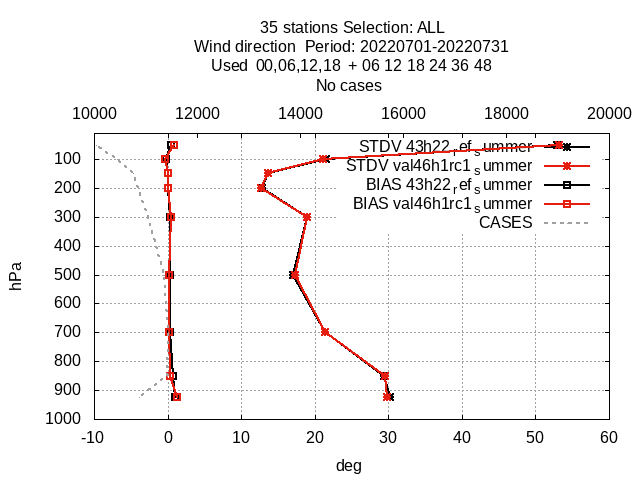 35 stations Selection: ALL
Wind direction  Period: 20220701-20220731
Used  00,06,12,18  + 06 12 18 24 36 48
No cases
10000 12000 14000 16000 18000 20000
STDV 43h22_ref_summer
STDV val46h1rc1_summer
BIAS 43h22_ref_summer
BIAS val46h1rc1_summer
CASES
hPa
100
200
300
400
500
600
700
800
900
1000
-10 0 10 20 30 40 50 60
deg